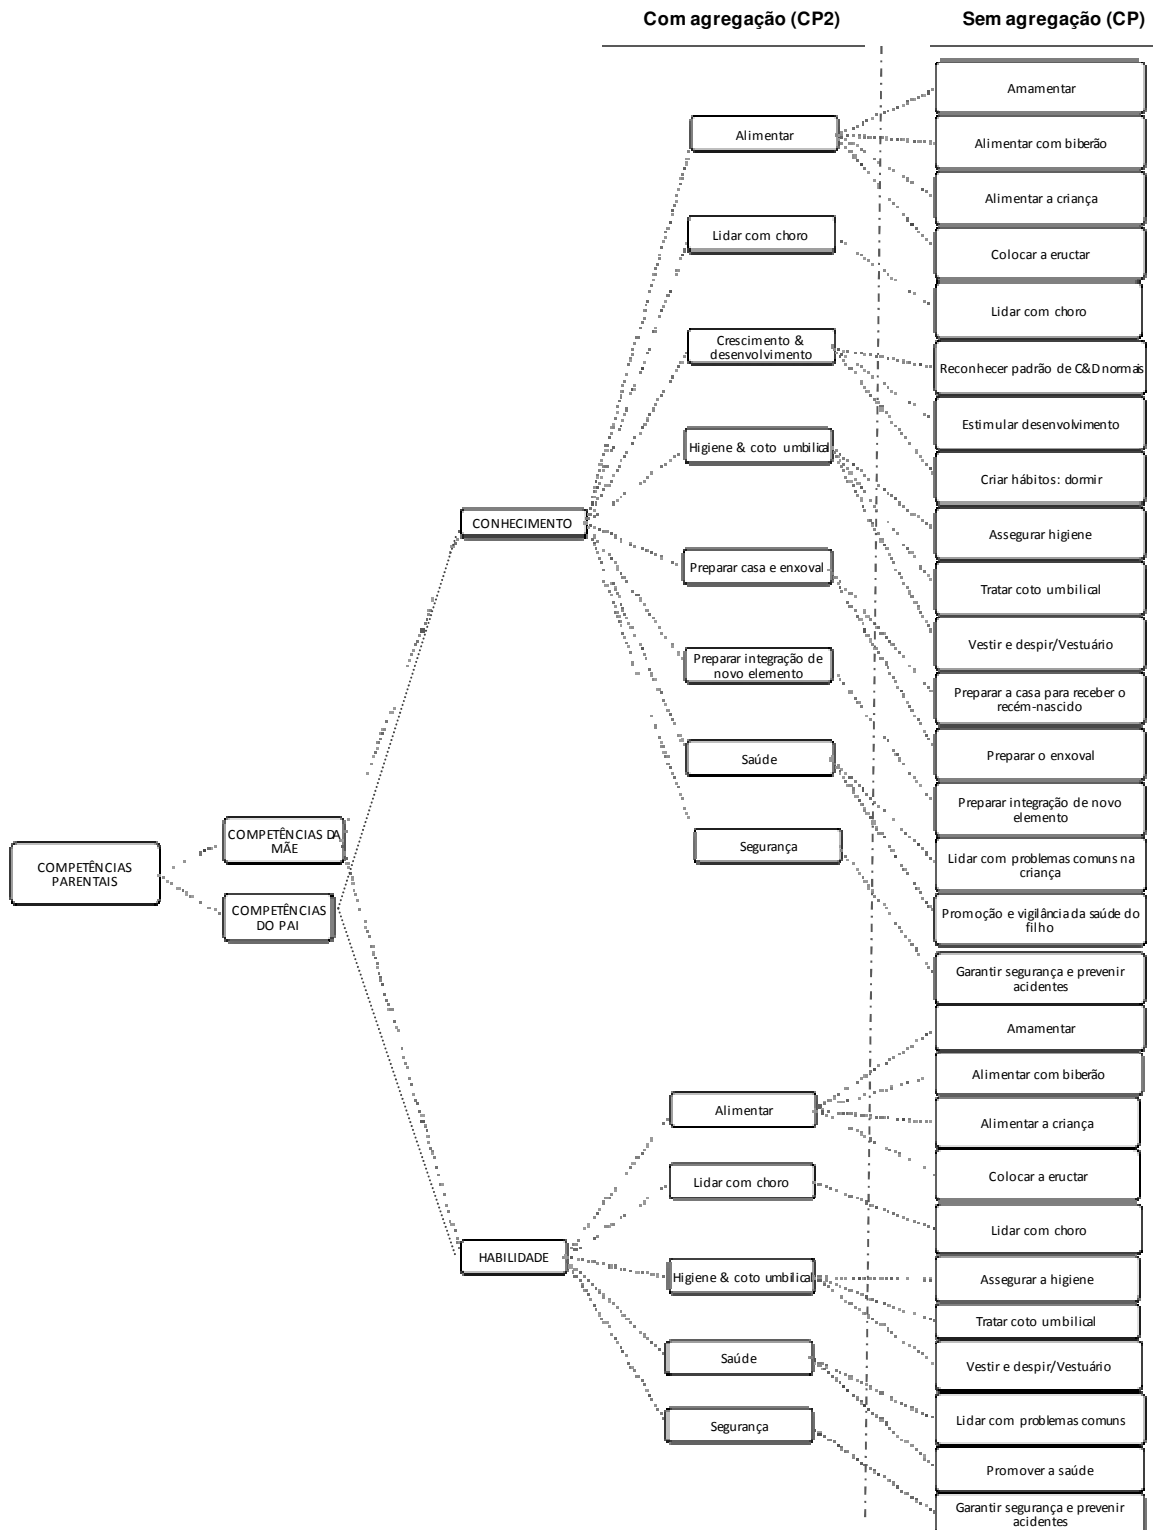 Com agregação (CP2)
Sem agregação (CP)
Amamentar
Alimentar
Alimentar com biberão
Alimentar a criança
Lidar com choro
Colocar a eructar
Lidar com choro
Crescimento &
desenvolvimento
Reconhecer padrão de C&D normais
Estimular desenvolvimento
Higiene & coto umbilical
Criar hábitos: dormir
CONHECIMENTO
Assegurar higiene
Preparar casa e enxoval
Tratar coto umbilical
Vestir e despir/Vestuário
Preparar integração de
novo elemento
Preparar a casa para receber o
recém-nascido
Saúde
Preparar o enxoval
Preparar integração de novo
elemento
COMPETÊNCIAS DA
MÃE
Segurança
COMPETÊNCIAS
PARENTAIS
Lidar com problemas comuns na
criança
COMPETÊNCIAS
DO PAI
Promoção e vigilância da saúde do
filho
Garantir segurança e prevenir
acidentes
Amamentar
Alimentar com biberão
Alimentar
Alimentar a criança
Lidar com choro
Colocar a eructar
Lidar com choro
HABILIDADE
Higiene & coto umbilical
Assegurar a higiene
Tratar coto umbilical
Saúde
Vestir e despir/Vestuário
Segurança
Lidar com problemas comuns
Promover a saúde
Garantir segurança e prevenir
acidentes